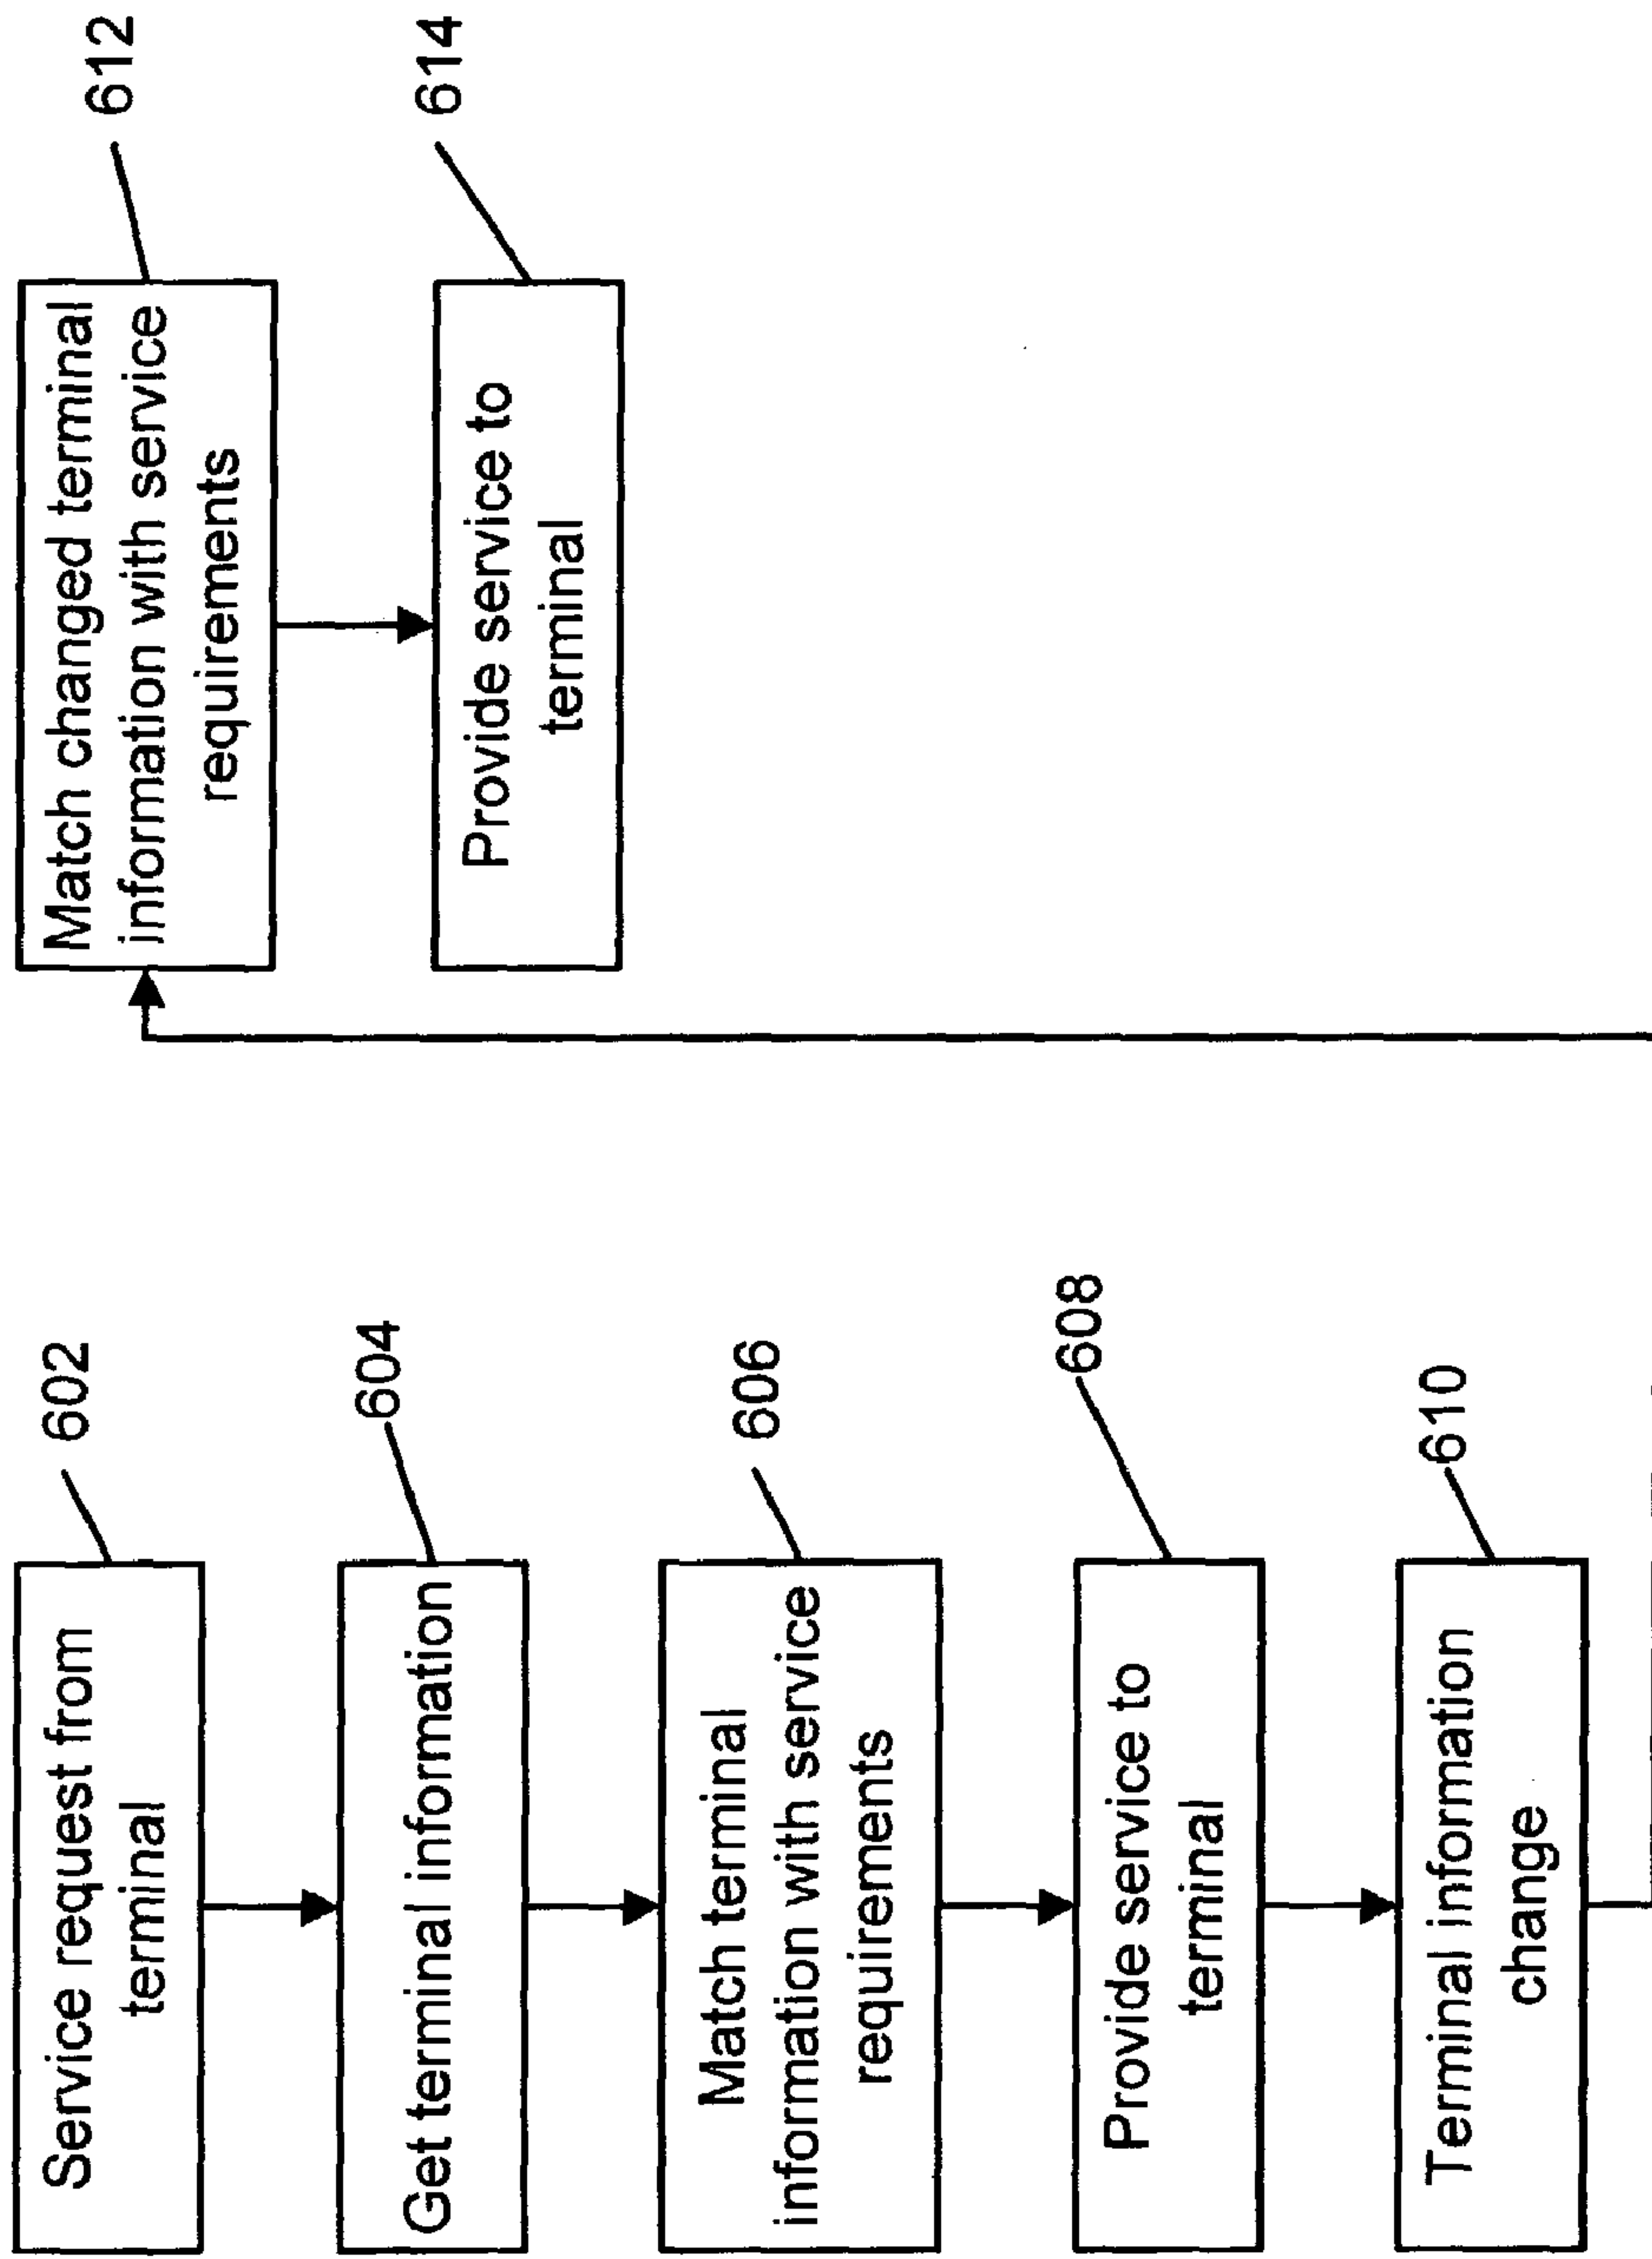 Service request from
terminal
602
Get terminal information
604
Match terminal
information with service
requirements
606
Provide service to
terminal
608
Terminal information
change
610
Match changed terminal
information with service
requirements
612
Provide service to
terminal
614